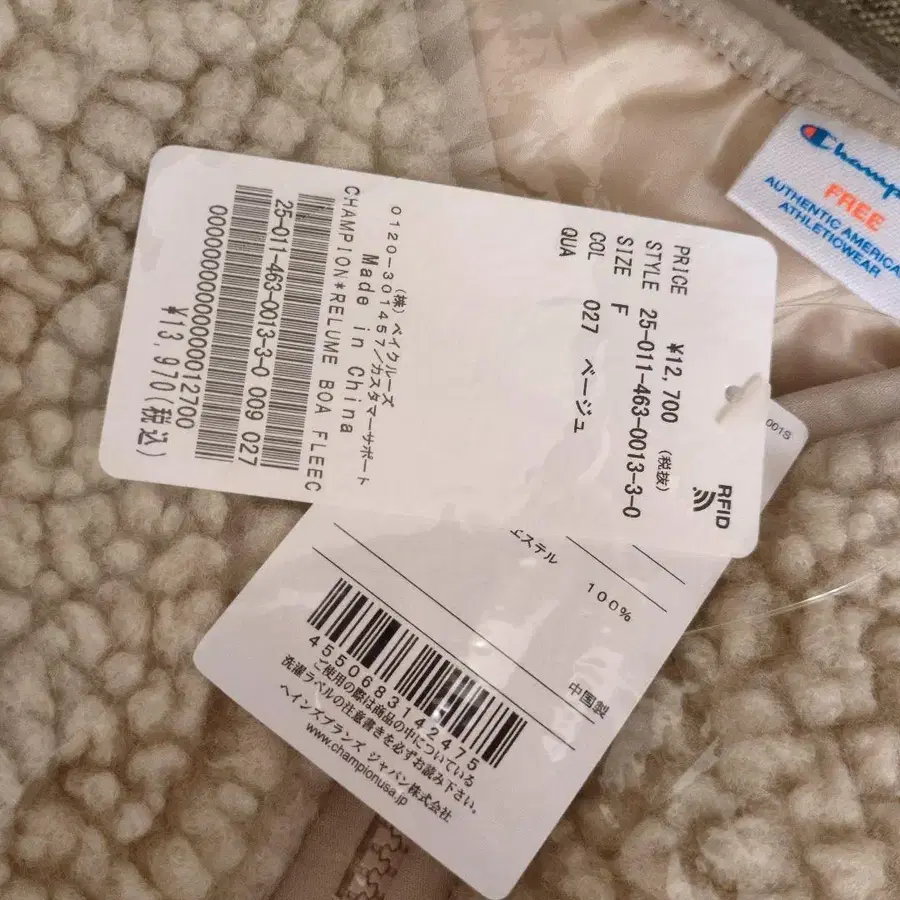 PRICE ¥12,700 (税抜)
STYLE 25-011-463-0013-3-0
SIZE F
COL 027 ベージュ
QUA
RFID
(株) ベイクルーズ
0120-301457/カスタマーサポート
Made in China
CHAMPION*RELUME BOA FLEEC
25-011-463-0013-3-0 009 027
00000000000000012700
¥13,970(税込)
Champ
FREE
AUTHENTIC AMERICA
ATHLETICWEAR
001S
エステル 100%
中国製
4550683142475
ご使用の際は商品の中についている
洗濯ラベルの注意書きを必ずお読み下さい。
ヘインズブランズ ジャパン株式会社
www.championusa.jp